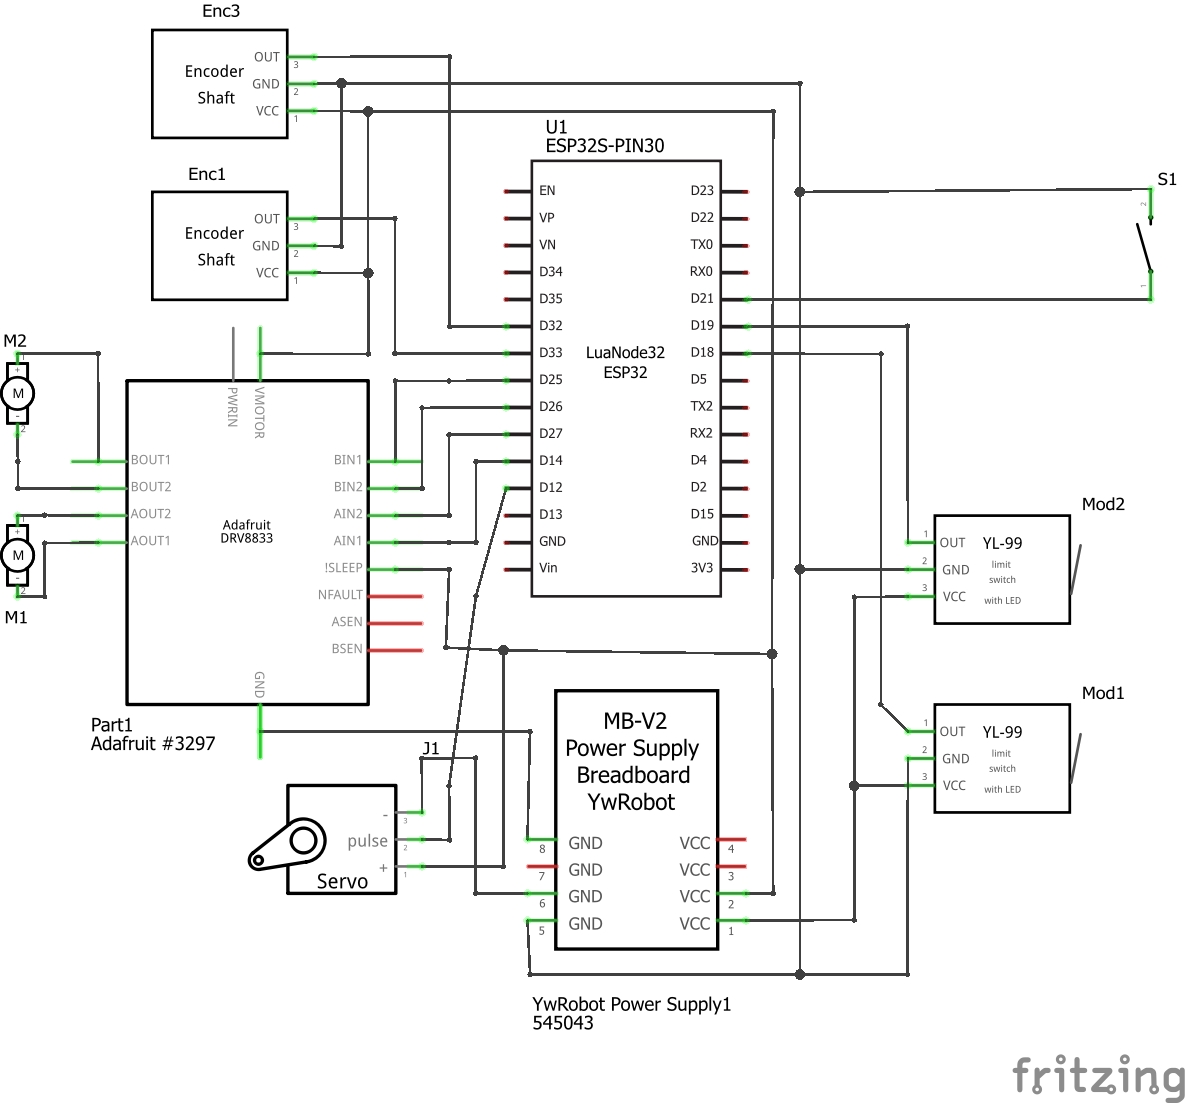 Enc3
Encoder
Shaft
OUT
3
GND
2
VCC
1
Enc1
Encoder
Shaft
OUT
3
GND
2
VCC
1
U1
ESP32S-PIN30
EN
VP
VN
D34
D35
D32
D33
D25
D26
D27
D14
D12
D13
GND
Vin
LuaNode32
ESP32
D23
D22
TX0
RX0
D21
D19
D18
D5
TX2
RX2
D4
D2
D15
GND
3V3
S1
2
1
M2
+
M
-
2
M
+
1
-
2
M1
PWRIN
VMOTOR
BOUT1
BOUT2
AOUT2
AOUT1
Adafruit
DRV8833
BIN1
BIN2
AIN2
AIN1
!SLEEP
NFAULT
ASEN
BSEN
GND
Part1
Adafruit #3297
Mod2
1
OUT
2
GND
3
VCC
YL-99
limit
switch
with LED
Mod1
1
OUT
2
GND
3
VCC
YL-99
limit
switch
with LED
J1
-
3
pulse
2
+
1
Servo
MB-V2
Power Supply
Breadboard
YwRobot
8
GND
VCC
4
7
GND
VCC
3
6
GND
VCC
2
5
GND
VCC
1
YwRobot Power Supply1
545043
fritzing